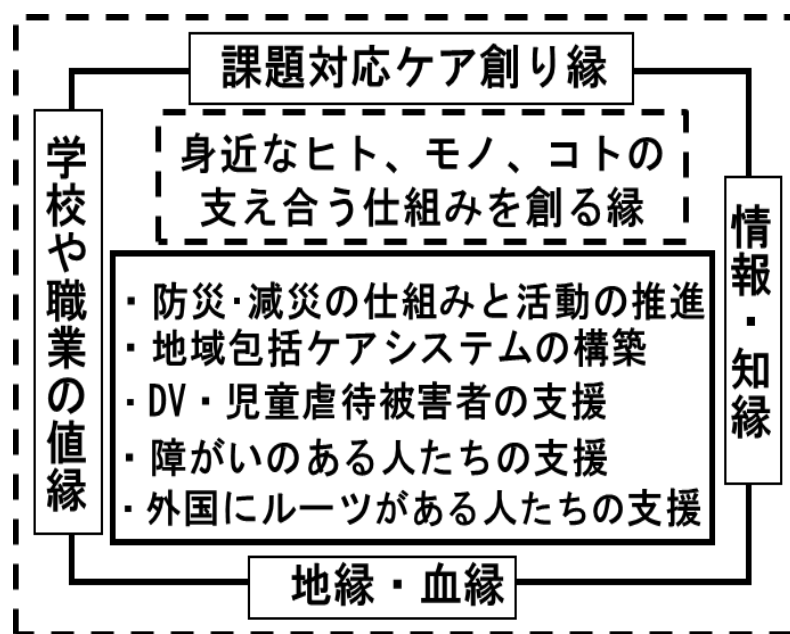 課題対応ケア創り縁
身近なヒト、モノ、コトの
支え合う仕組みを創る縁
学校や職業の値縁
情報・知縁
・防災・減災の仕組みと活動の推進
・地域包括ケアシステムの構築
・DV・児童虐待被害者の支援
・障がいのある人たちの支援
・外国にルーツがある人たちの支援
地縁・血縁